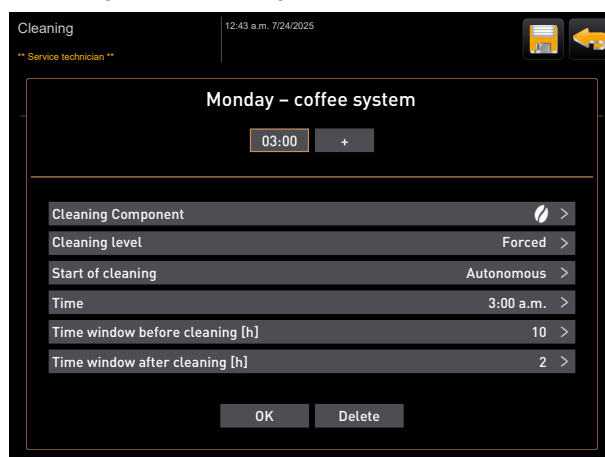 Cleaning
12:43 a.m. 7/24/2025
** Service technician **
Monday – coffee system
03:00 +
Cleaning Component >
Cleaning level Forced >
Start of cleaning Autonomous >
Time 3:00 a.m. >
Time window before cleaning [h] 10 >
Time window after cleaning [h] 2 >
OK Delete